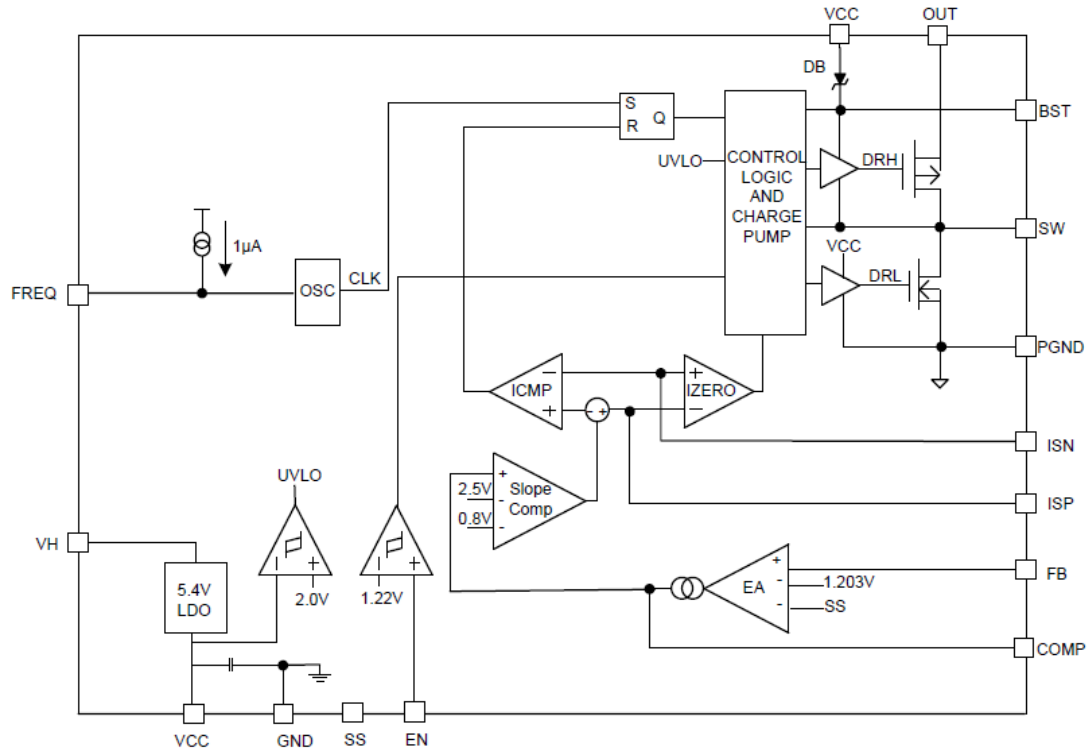 VCC OUT
DB
S
R
Q
BST
UVLO
CONTROL
LOGIC
AND
CHARGE
PUMP
DRH
SW
1µA
VCC
FREQ
OSC
CLK
DRL
PGND
ICMP
−
+
- +
+
−
IZERO
ISN
UVLO
+
2.5V
-
0.8V
-
Slope
Comp
ISP
VH
5.4V
LDO
−
+
2.0V
−
+
1.22V
EA
+
-
1.203V
-
SS
FB
COMP
VCC GND SS EN